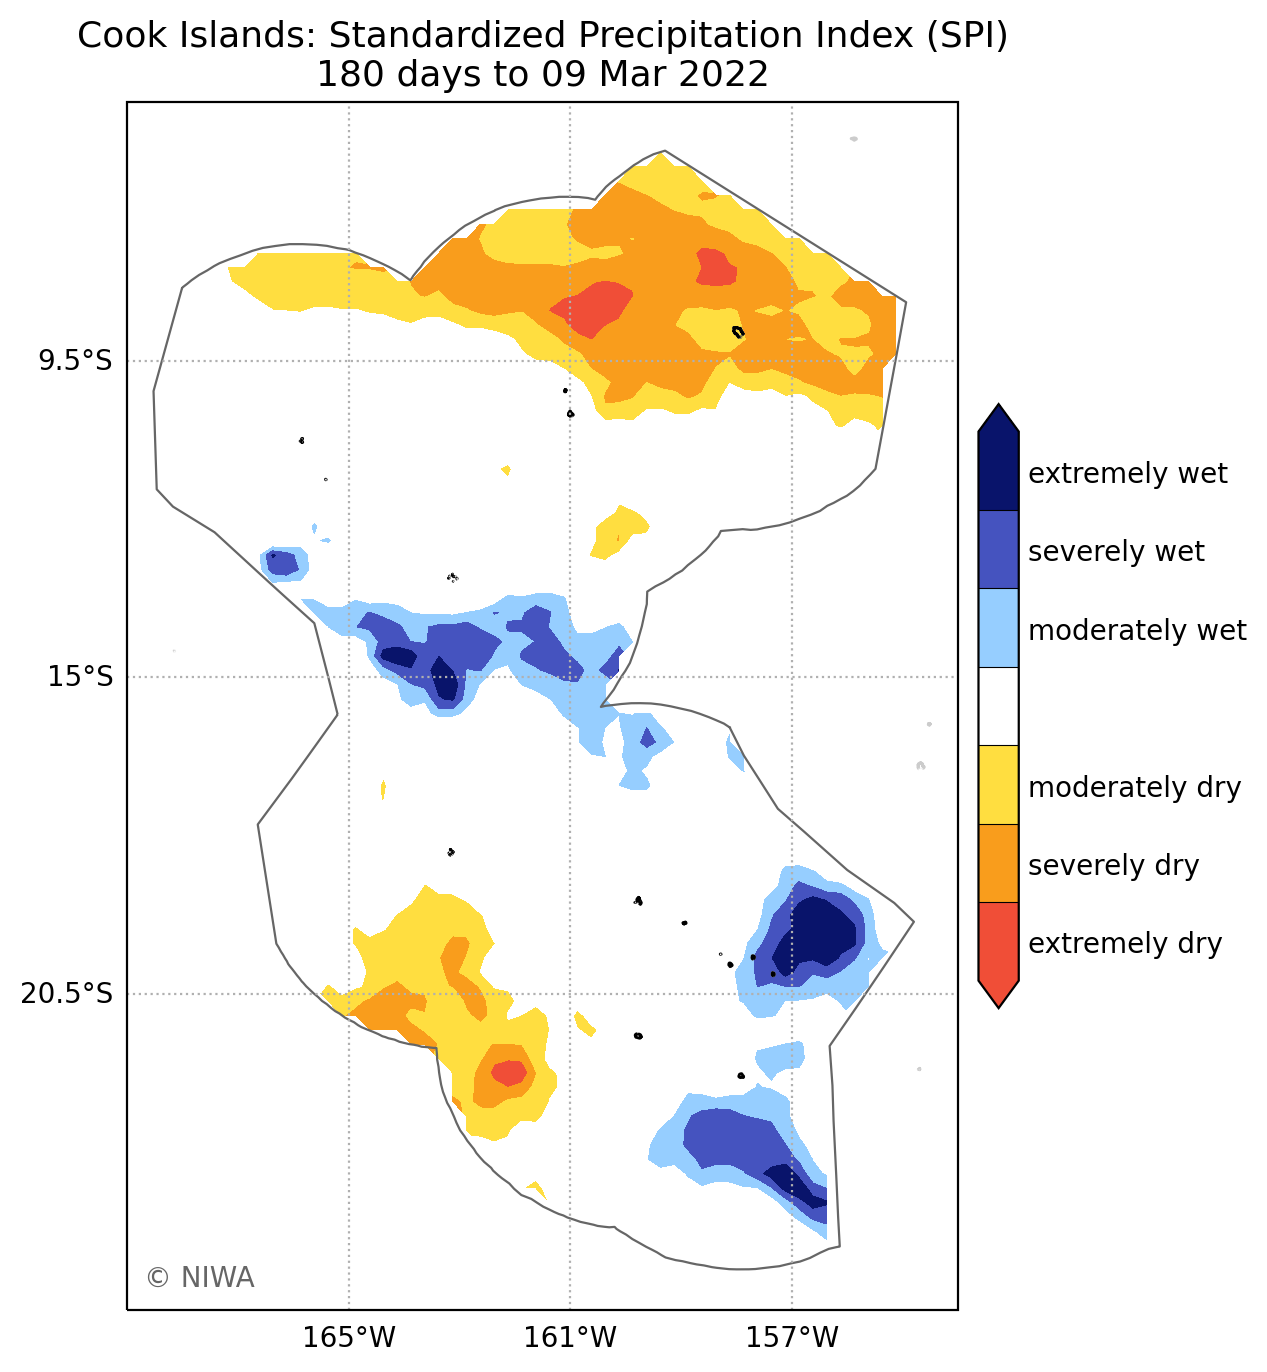 Cook Islands: Standardized Precipitation Index (SPI)
180 days to 09 Mar 2022
9.5°S
15°S
20.5°S
165°W
161°W
157°W
extremely wet
severely wet
moderately wet
moderately dry
severely dry
extremely dry
© NIWA